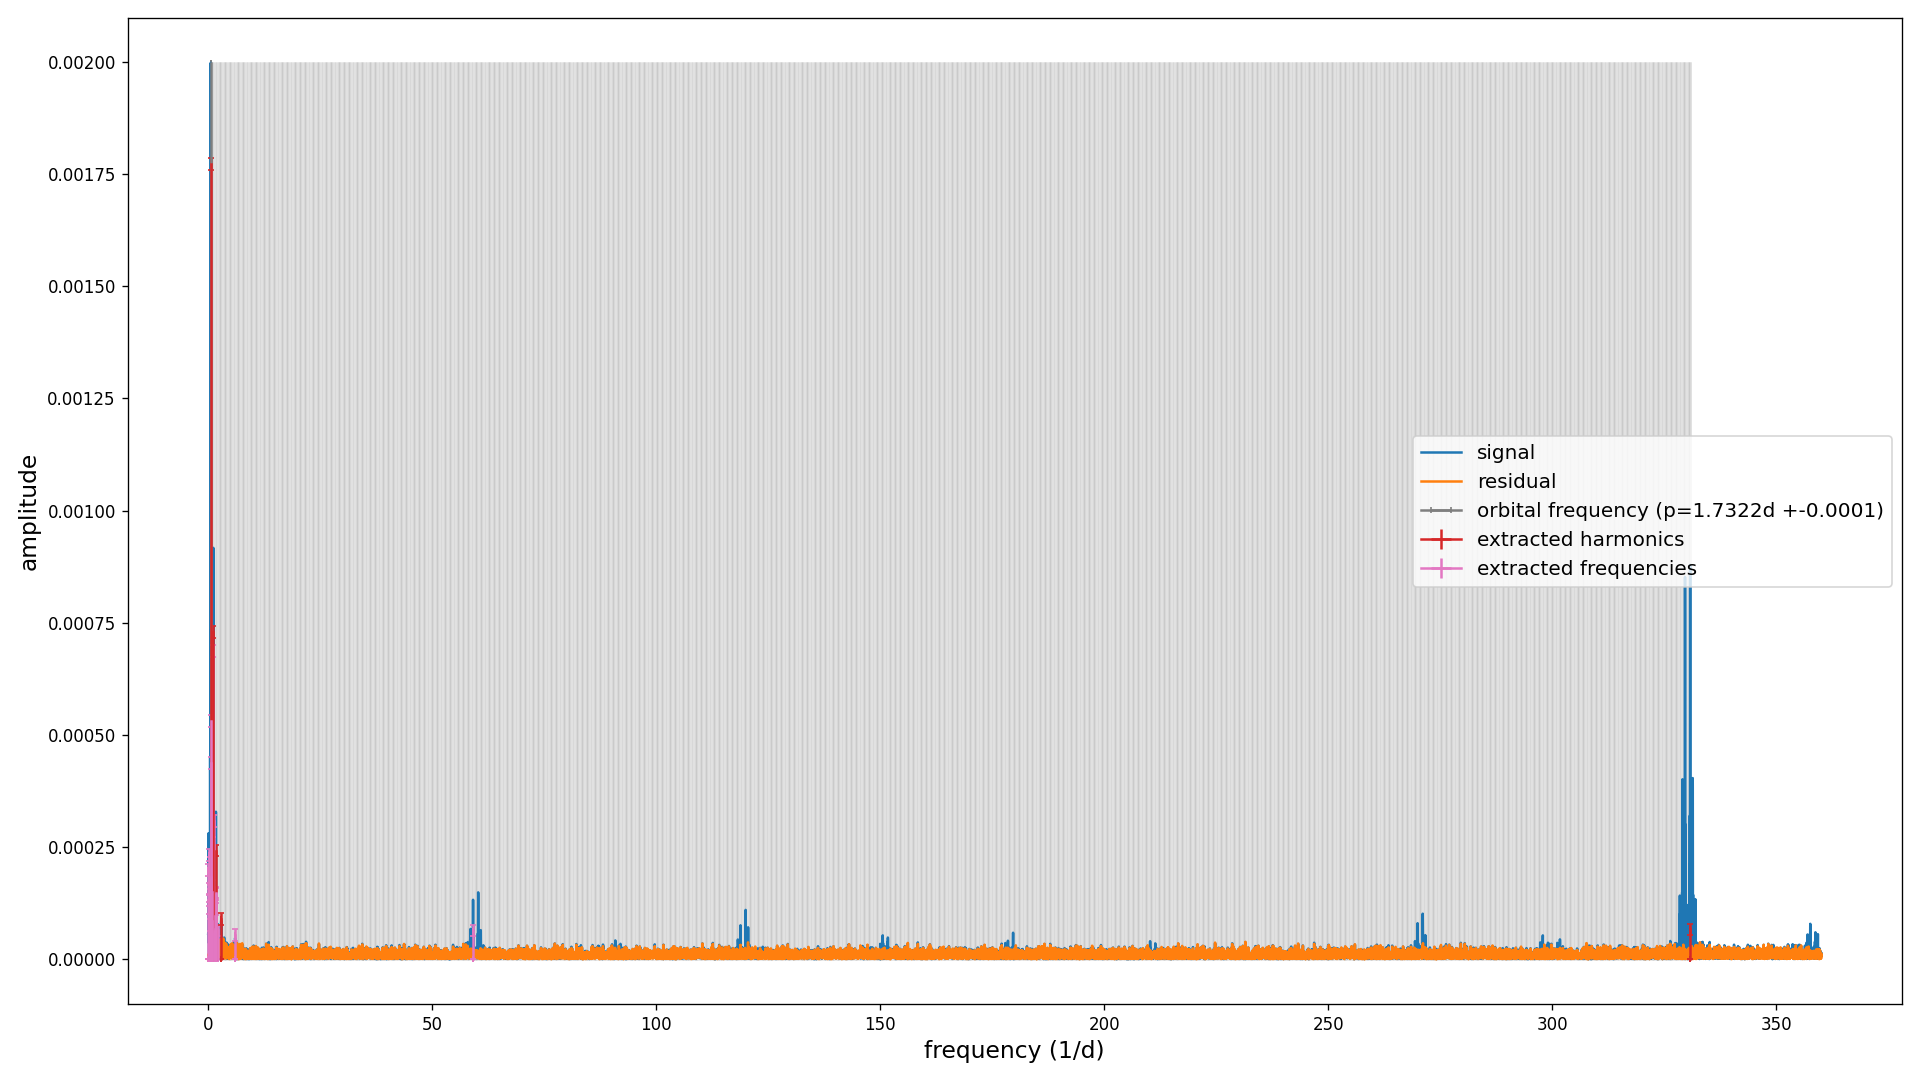 0.00200
0.00175
0.00150
0.00125
0.00100
0.00075
0.00050
0.00025
0.00000
amplitude
signal
residual
orbital frequency (p=1.7322d +-0.0001)
extracted harmonics
extracted frequencies
0 50 100 150 200 250 300 350
frequency (1/d)